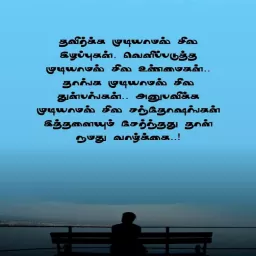 தவிர்க்க முடியாமல் சில
இழப்புகள். வெளிப்படுத்த
முடியாமல் சில உண்மைகள்..
தாங்க முடியாமல் சில
துன்பங்கள்.. அனுபவிக்க
முடியாமல் சில சந்தோஷங்கள்
இத்தனையும் சேர்ந்தது தான்
நமது வாழ்க்கை..!